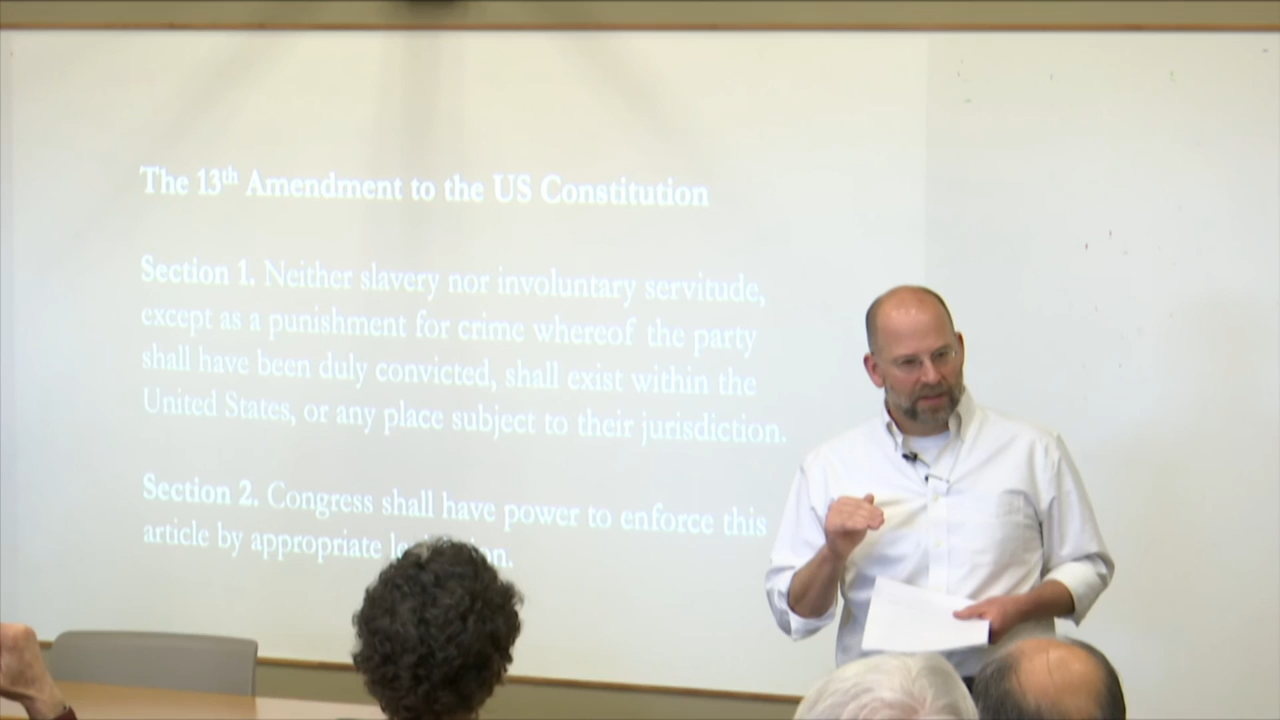 The 13th Amendment to the US Constitution
Section 1. Neither slavery nor involuntary servitude,
except as a punishment for crime whereof the party
shall have been duly convicted, shall exist within the
United States, or any place subject to their jurisdiction.
Section 2. Congress shall have power to enforce this
article by appropriate